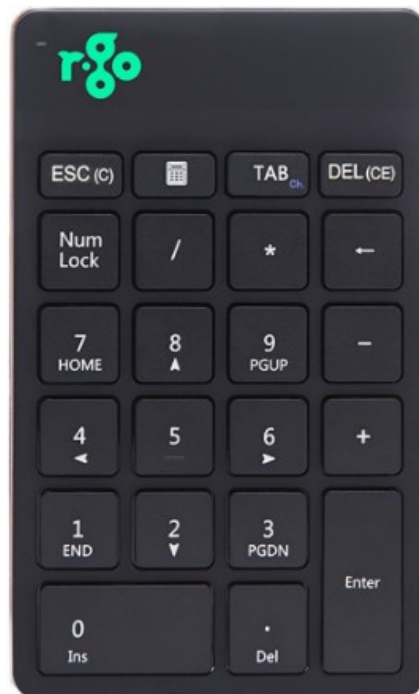 rgo
ESC (C) TAB Ch. DEL (CE)
Num
Lock / * ←
7 8 9 −
HOME ▲ PGUP
4 5 6 +
◄ ►
1 2 3
END ▼ PGDN
Enter
0 .
Ins Del